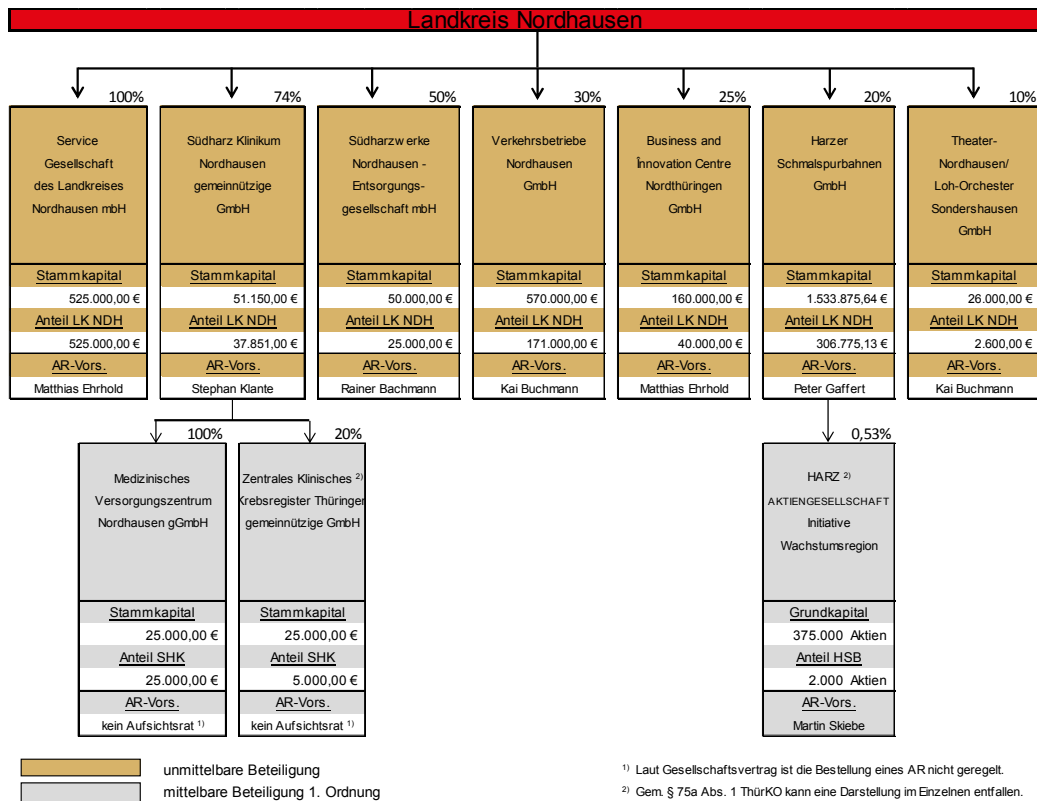 Landkreis Nordhausen
100%
74%
50%
30%
25%
20%
10%
Service
Gesellschaft
des Landkreises
Nordhausen mbH
Stammkapital
525.000,00 €
Anteil LK NDH
525.000,00 €
AR-Vors.
Matthias Ehrhold
Südharz Klinikum
Nordhausen
gemeinnützige
GmbH
Stammkapital
51.150,00 €
Anteil LK NDH
37.851,00 €
AR-Vors.
Stephan Klante
Südharzwerke
Nordhausen -
Entsorgungs-
gesellschaft mbH
Stammkapital
50.000,00 €
Anteil LK NDH
25.000,00 €
AR-Vors.
Rainer Bachmann
Verkehrsbetriebe
Nordhausen
GmbH
Stammkapital
570.000,00 €
Anteil LK NDH
171.000,00 €
AR-Vors.
Kai Buchmann
Business and
Înnovation Centre
Nordthüringen
GmbH
Stammkapital
160.000,00 €
Anteil LK NDH
40.000,00 €
AR-Vors.
Matthias Ehrhold
Harzer
Schmalspurbahnen
GmbH
Stammkapital
1.533.875,64 €
Anteil LK NDH
306.775,13 €
AR-Vors.
Peter Gaffert
Theater-
Nordhausen/
Loh-Orchester
Sondershausen
GmbH
Stammkapital
26.000,00 €
Anteil LK NDH
2.600,00 €
AR-Vors.
Kai Buchmann
100%
20%
0,53%
Medizinisches
Versorgungszentrum
Nordhausen gGmbH
Stammkapital
25.000,00 €
Anteil SHK
25.000,00 €
AR-Vors.
kein Aufsichtsrat 1)
Zentrales Klinisches 2)
Krebsregister Thüringen
gemeinnützige GmbH
Stammkapital
25.000,00 €
Anteil SHK
5.000,00 €
AR-Vors.
kein Aufsichtsrat 1)
HARZ 2)
AKTIENGESELLSCHAFT
Initiative
Wachstumsregion
Grundkapital
375.000 Aktien
Anteil HSB
2.000 Aktien
AR-Vors.
Martin Skiebe
unmittelbare Beteiligung
mittelbare Beteiligung 1. Ordnung
1) Laut Gesellschaftsvertrag ist die Bestellung eines AR nicht geregelt.
2) Gem. § 75a Abs. 1 ThürKO kann eine Darstellung im Einzelnen entfallen.